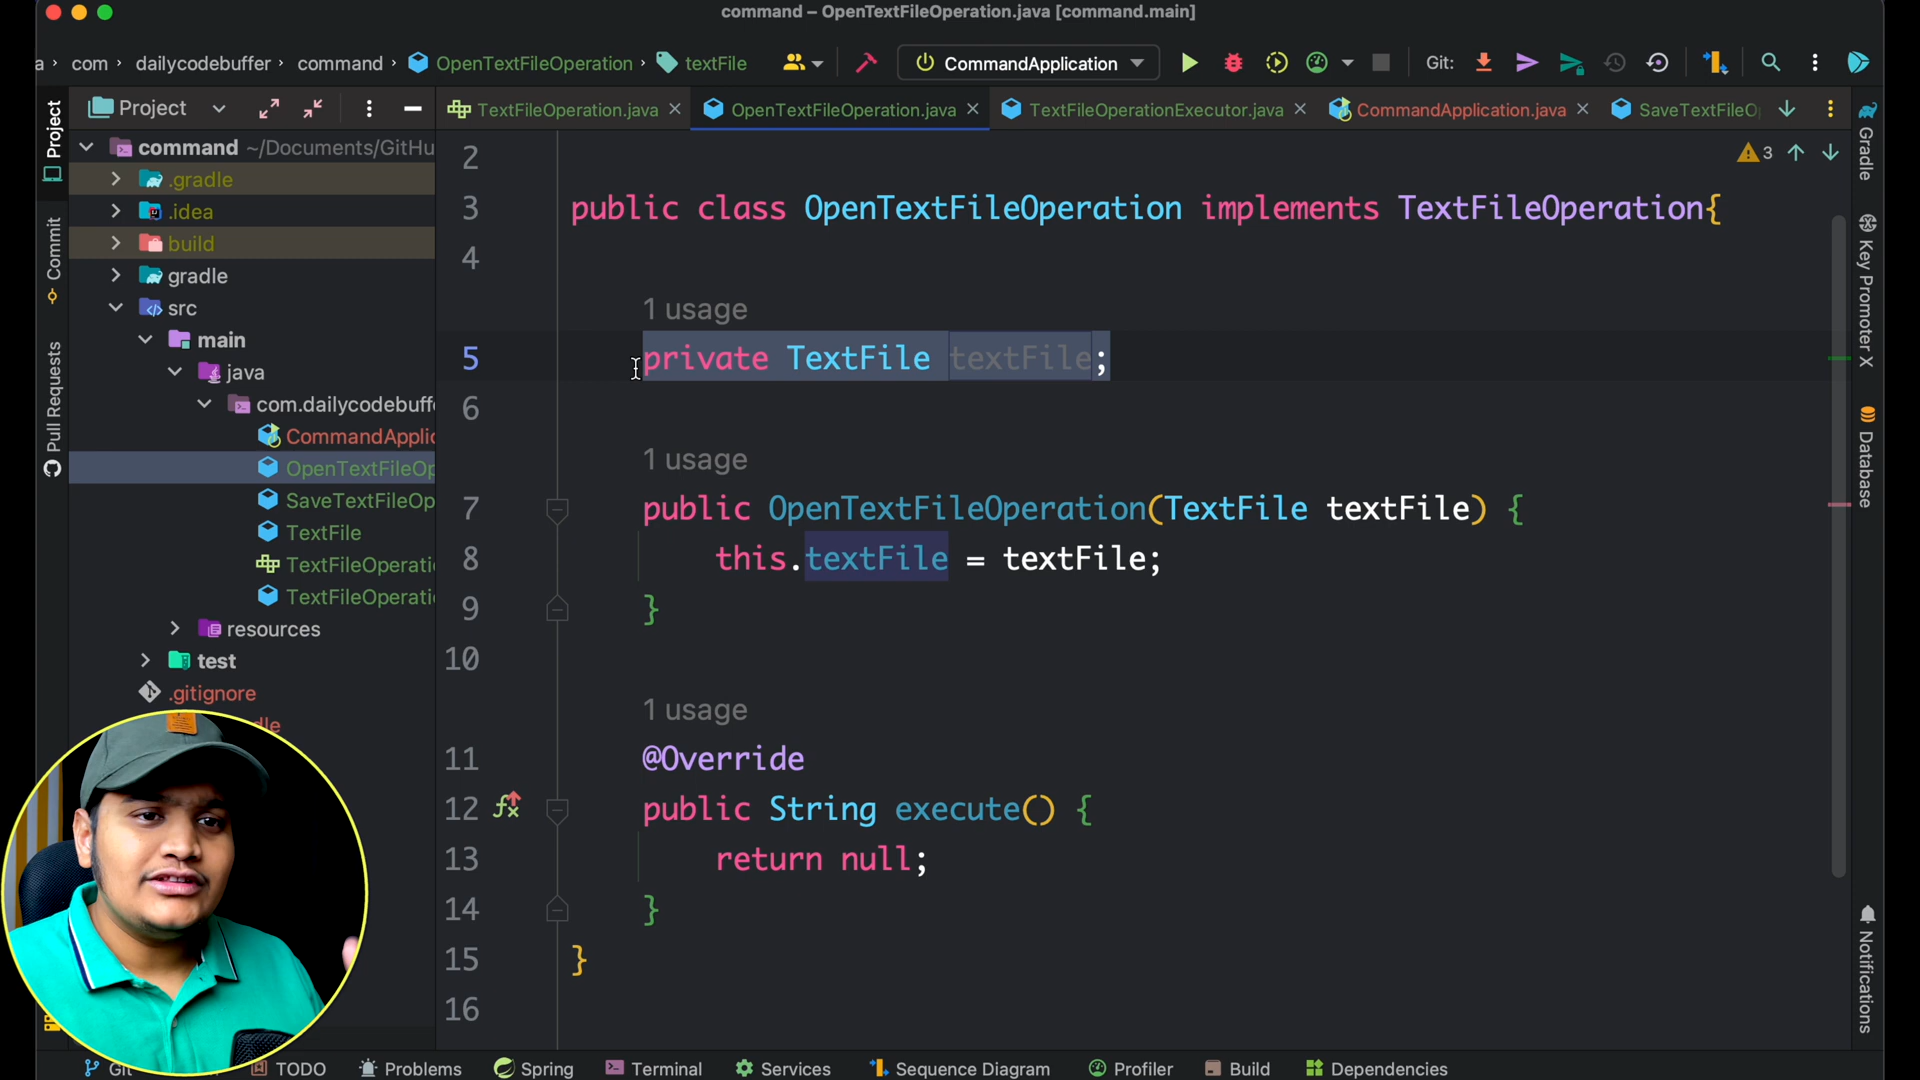 command – OpenTextFileOperation.java [command.main]
a › com › dailycodebuffer › command › OpenTextFileOperation › textFile
CommandApplication
Git:
Project
TextFileOperation.java
OpenTextFileOperation.java
TextFileOperationExecutor.java
CommandApplication.java
SaveTextFileO
Project
Commit
Pull Requests
command ~/Documents/GitHu
.gradle
.idea
build
gradle
src
main
java
com.dailycodebuffe
CommandApplic
OpenTextFileOp
SaveTextFileOp
TextFile
TextFileOperati
TextFileOperati
resources
test
.gitignore
dle
3
2
3 public class OpenTextFileOperation implements TextFileOperation{
4
1 usage
5 private TextFile textFile;
6
1 usage
7 public OpenTextFileOperation(TextFile textFile) {
8 this.textFile = textFile;
9 }
10
1 usage
11 @Override
12 public String execute() {
13 return null;
14 }
15 }
16
Gradle
Key Promoter X
Database
Notifications
Git
TODO
Problems
Spring
Terminal
Services
Sequence Diagram
Profiler
Build
Dependencies